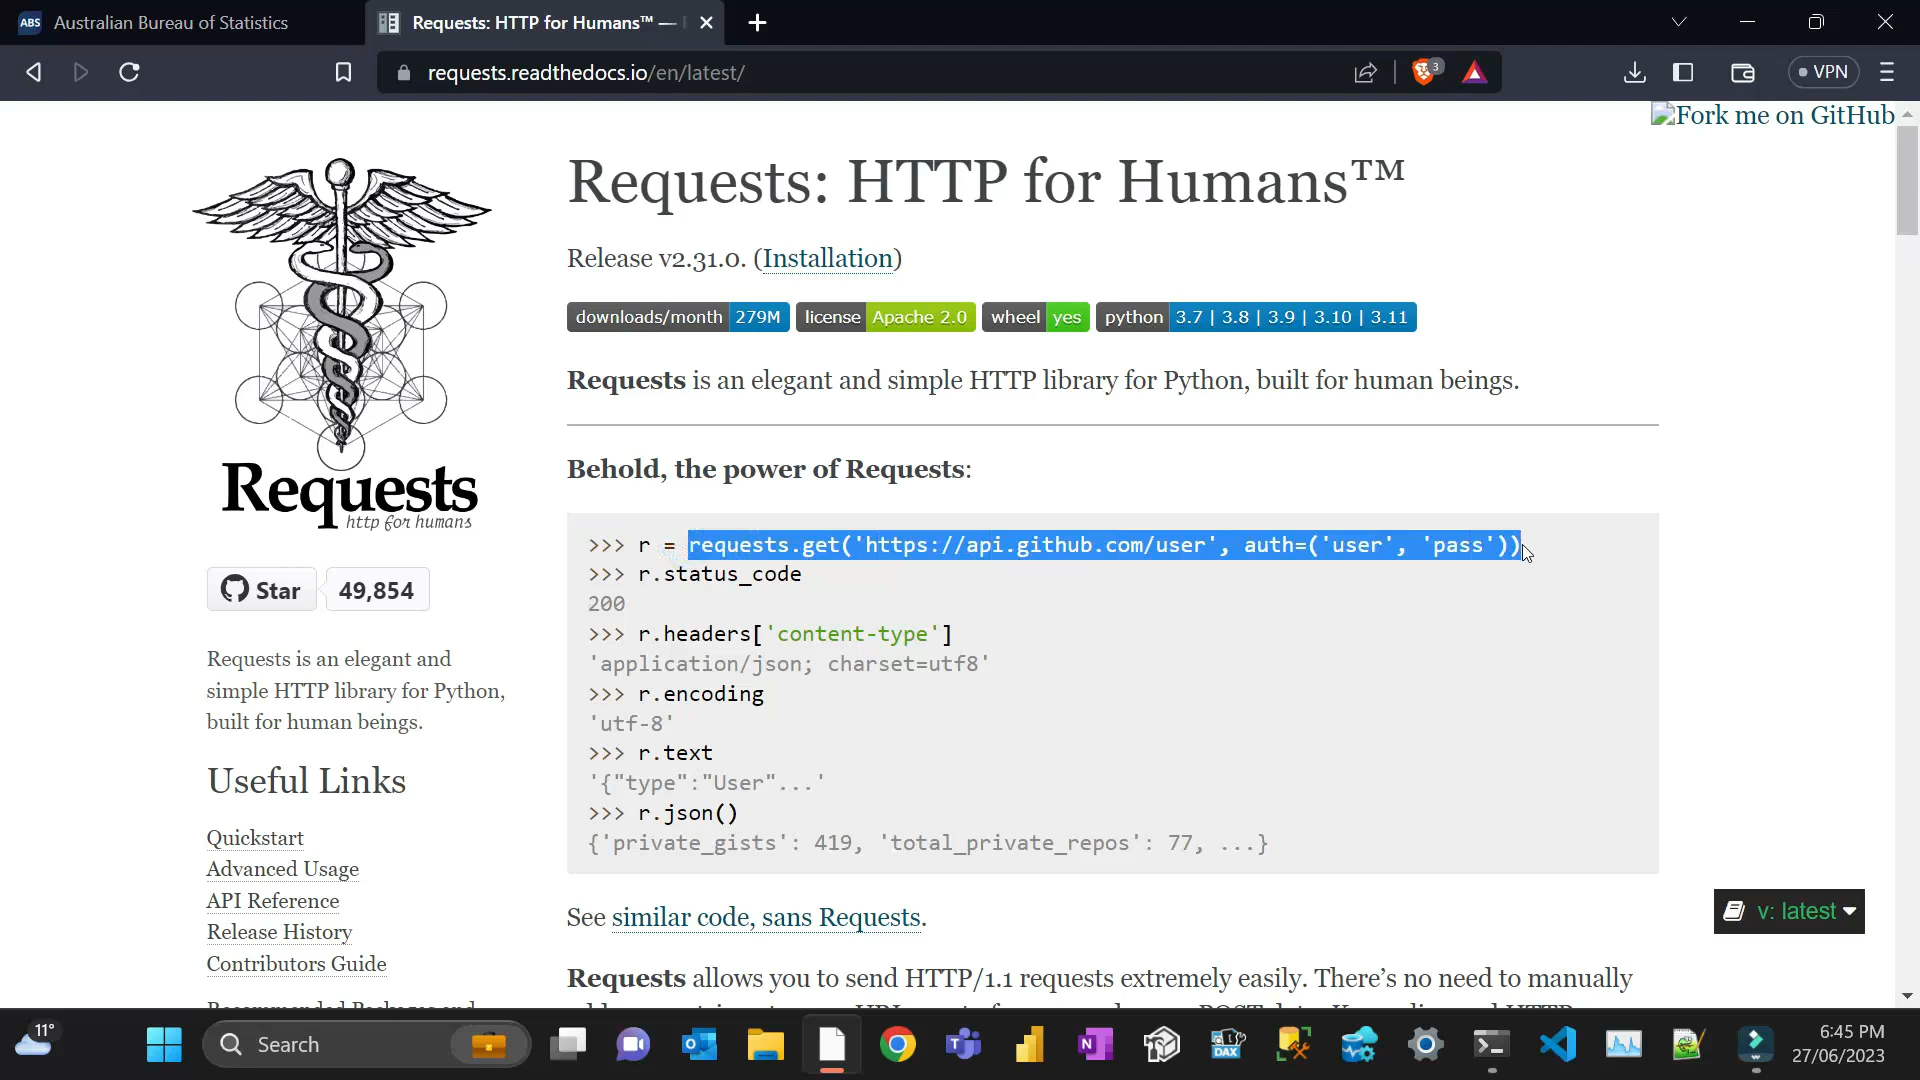 ABS Australian Bureau of Statistics
Requests: HTTP for Humans™ —
requests.readthedocs.io/en/latest/
3
VPN
Fork me on GitHub
Requests: HTTP for Humans™
Release v2.31.0. (Installation)
downloads/month 279M license Apache 2.0 wheel yes python 3.7 | 3.8 | 3.9 | 3.10 | 3.11
Requests is an elegant and simple HTTP library for Python, built for human beings.
Behold, the power of Requests:
>>> r = requests.get('https://api.github.com/user', auth=('user', 'pass'))
>>> r.status_code
200
>>> r.headers['content-type']
'application/json; charset=utf8'
>>> r.encoding
'utf-8'
>>> r.text
'{"type":"User"...'
>>> r.json()
{'private_gists': 419, 'total_private_repos': 77, ...}
See similar code, sans Requests.
Requests allows you to send HTTP/1.1 requests extremely easily. There's no need to manually
Requests
http for humans
Star 49,854
Requests is an elegant and
simple HTTP library for Python,
built for human beings.
Useful Links
Quickstart
Advanced Usage
API Reference
Release History
Contributors Guide
Recommended Packages and
v: latest
11°
Search
DAX
6:45 PM
27/06/2023